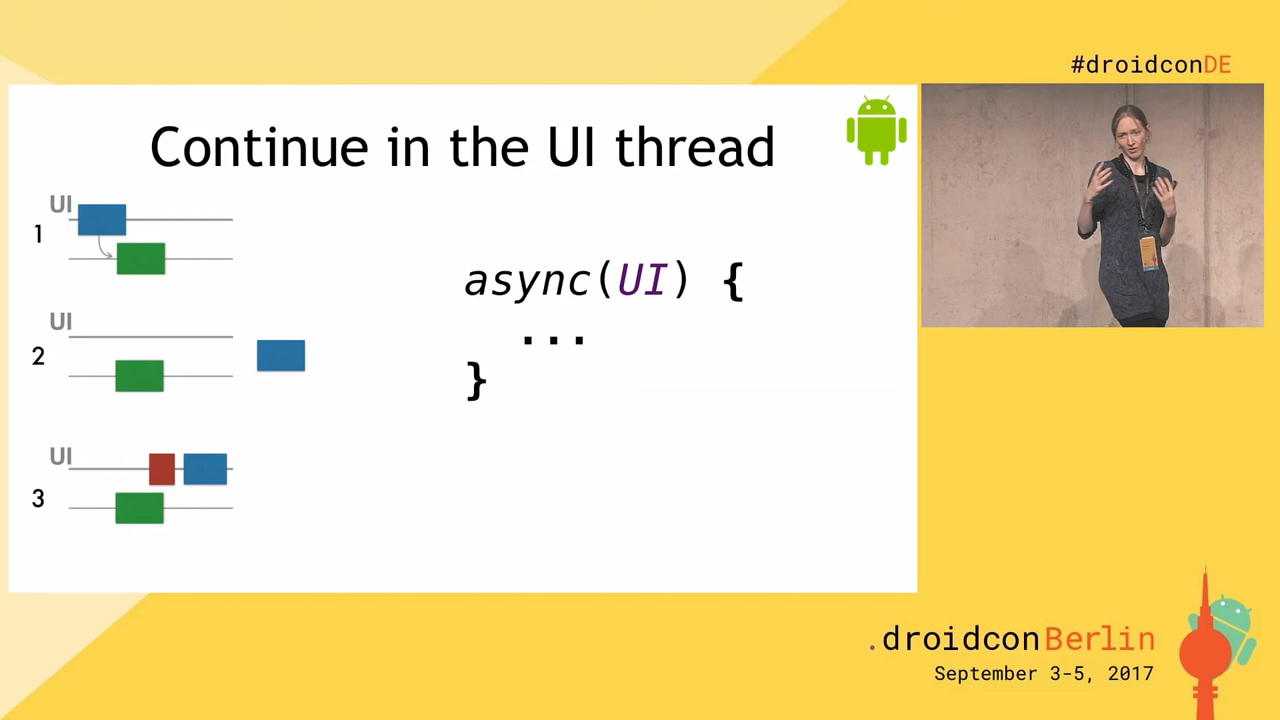 #droidconDE
Continue in the UI thread
UI
1
UI
2
UI
3
async(UI) {
...
}
.droidconBerlin
September 3-5, 2017